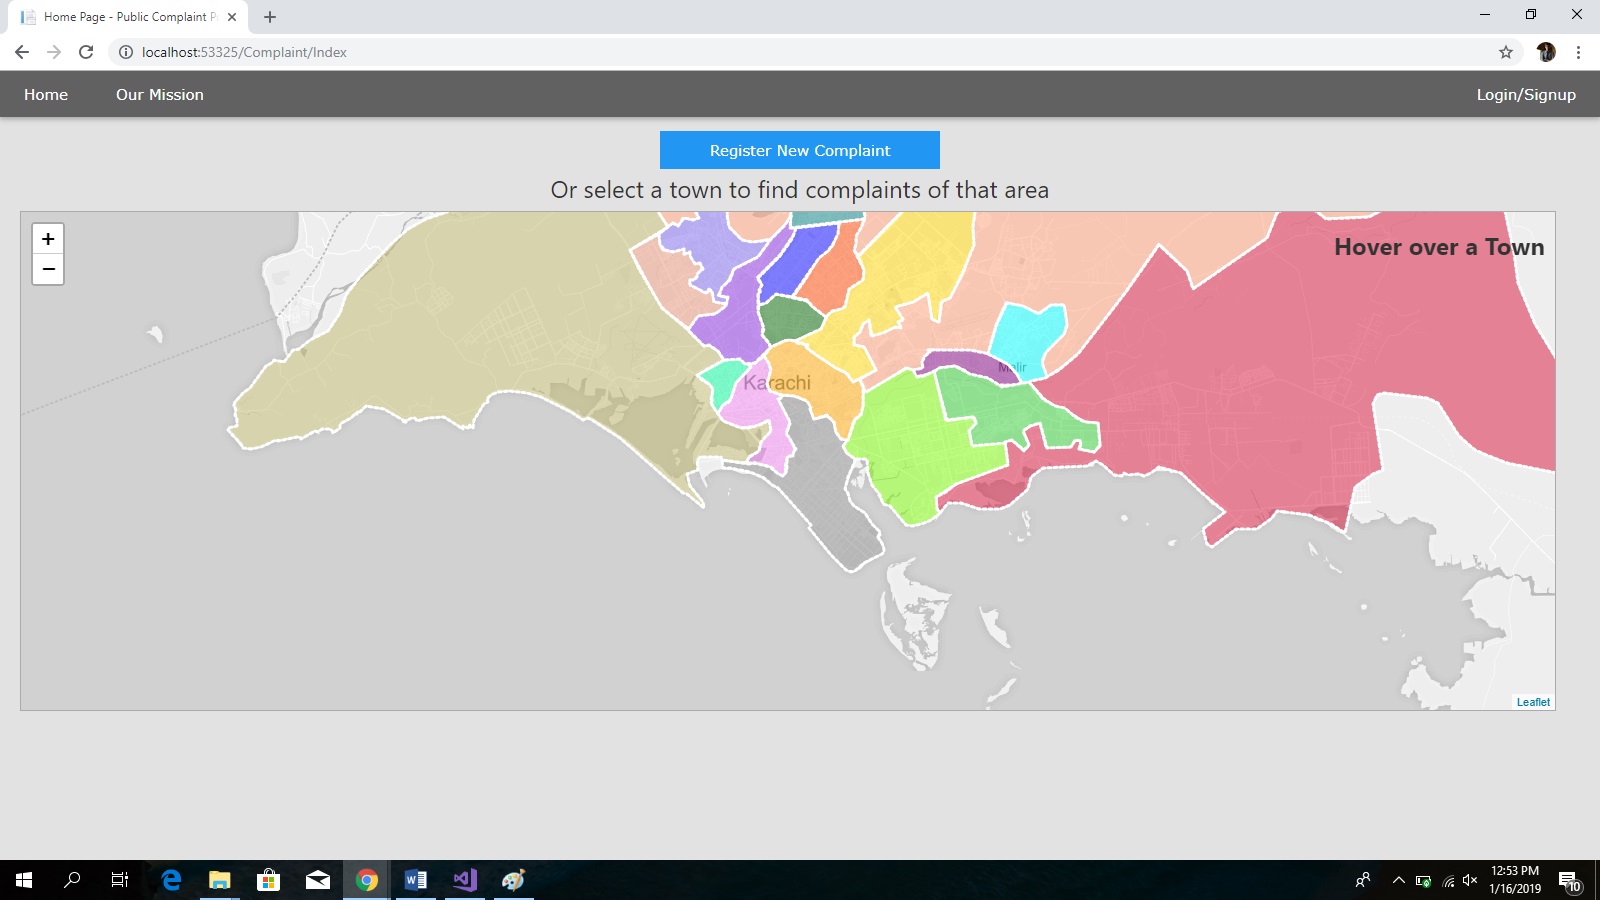 Home Page - Public Complaint P
localhost:53325/Complaint/Index
Home
Our Mission
Login/Signup
Register New Complaint
Or select a town to find complaints of that area
+
−
Hover over a Town
Karachi
Malir
Leaflet
12:53 PM
1/16/2019
10